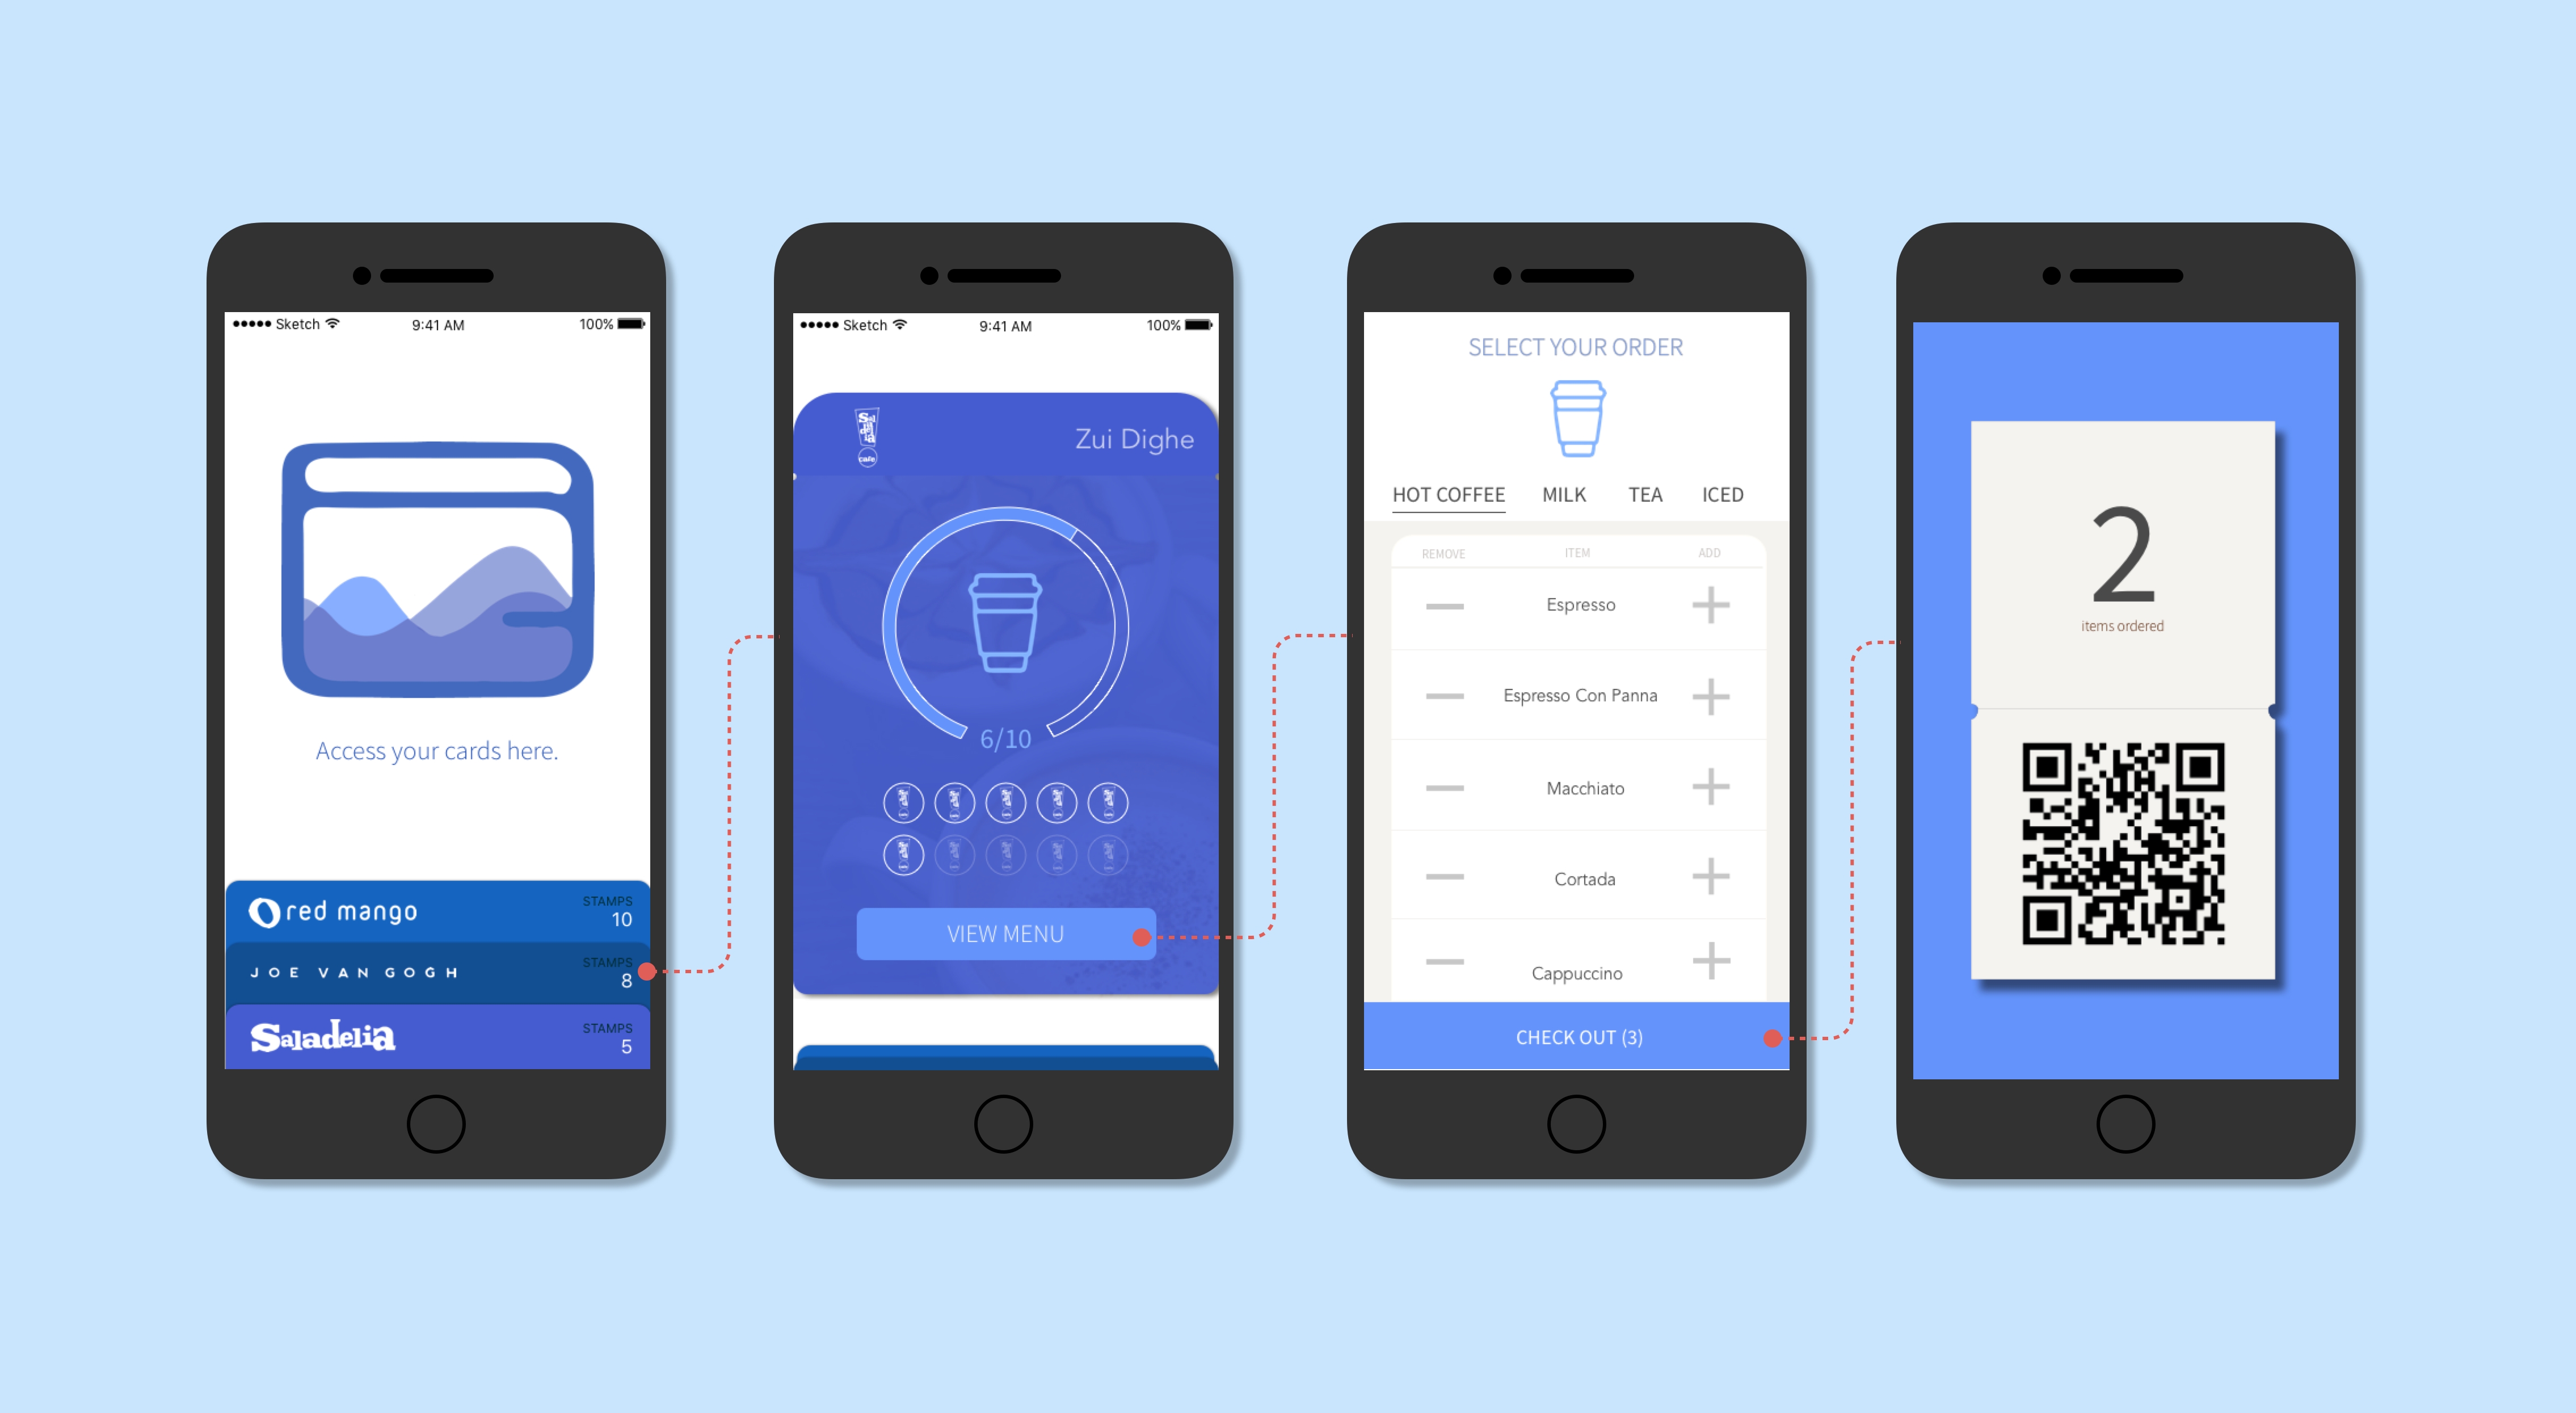 Sketch 9:41 AM 100%
Access your cards here.
red mango STAMPS 10
JOE VAN GOGH STAMPS 8
Saladelia STAMPS 5
Sketch 9:41 AM 100%
Saladelia cafe Zui Dighe
6/10
VIEW MENU
SELECT YOUR ORDER
HOT COFFEE MILK TEA ICED
REMOVE ITEM ADD
Espresso
Espresso Con Panna
Macchiato
Cortada
Cappuccino
CHECK OUT (3)
2
items ordered